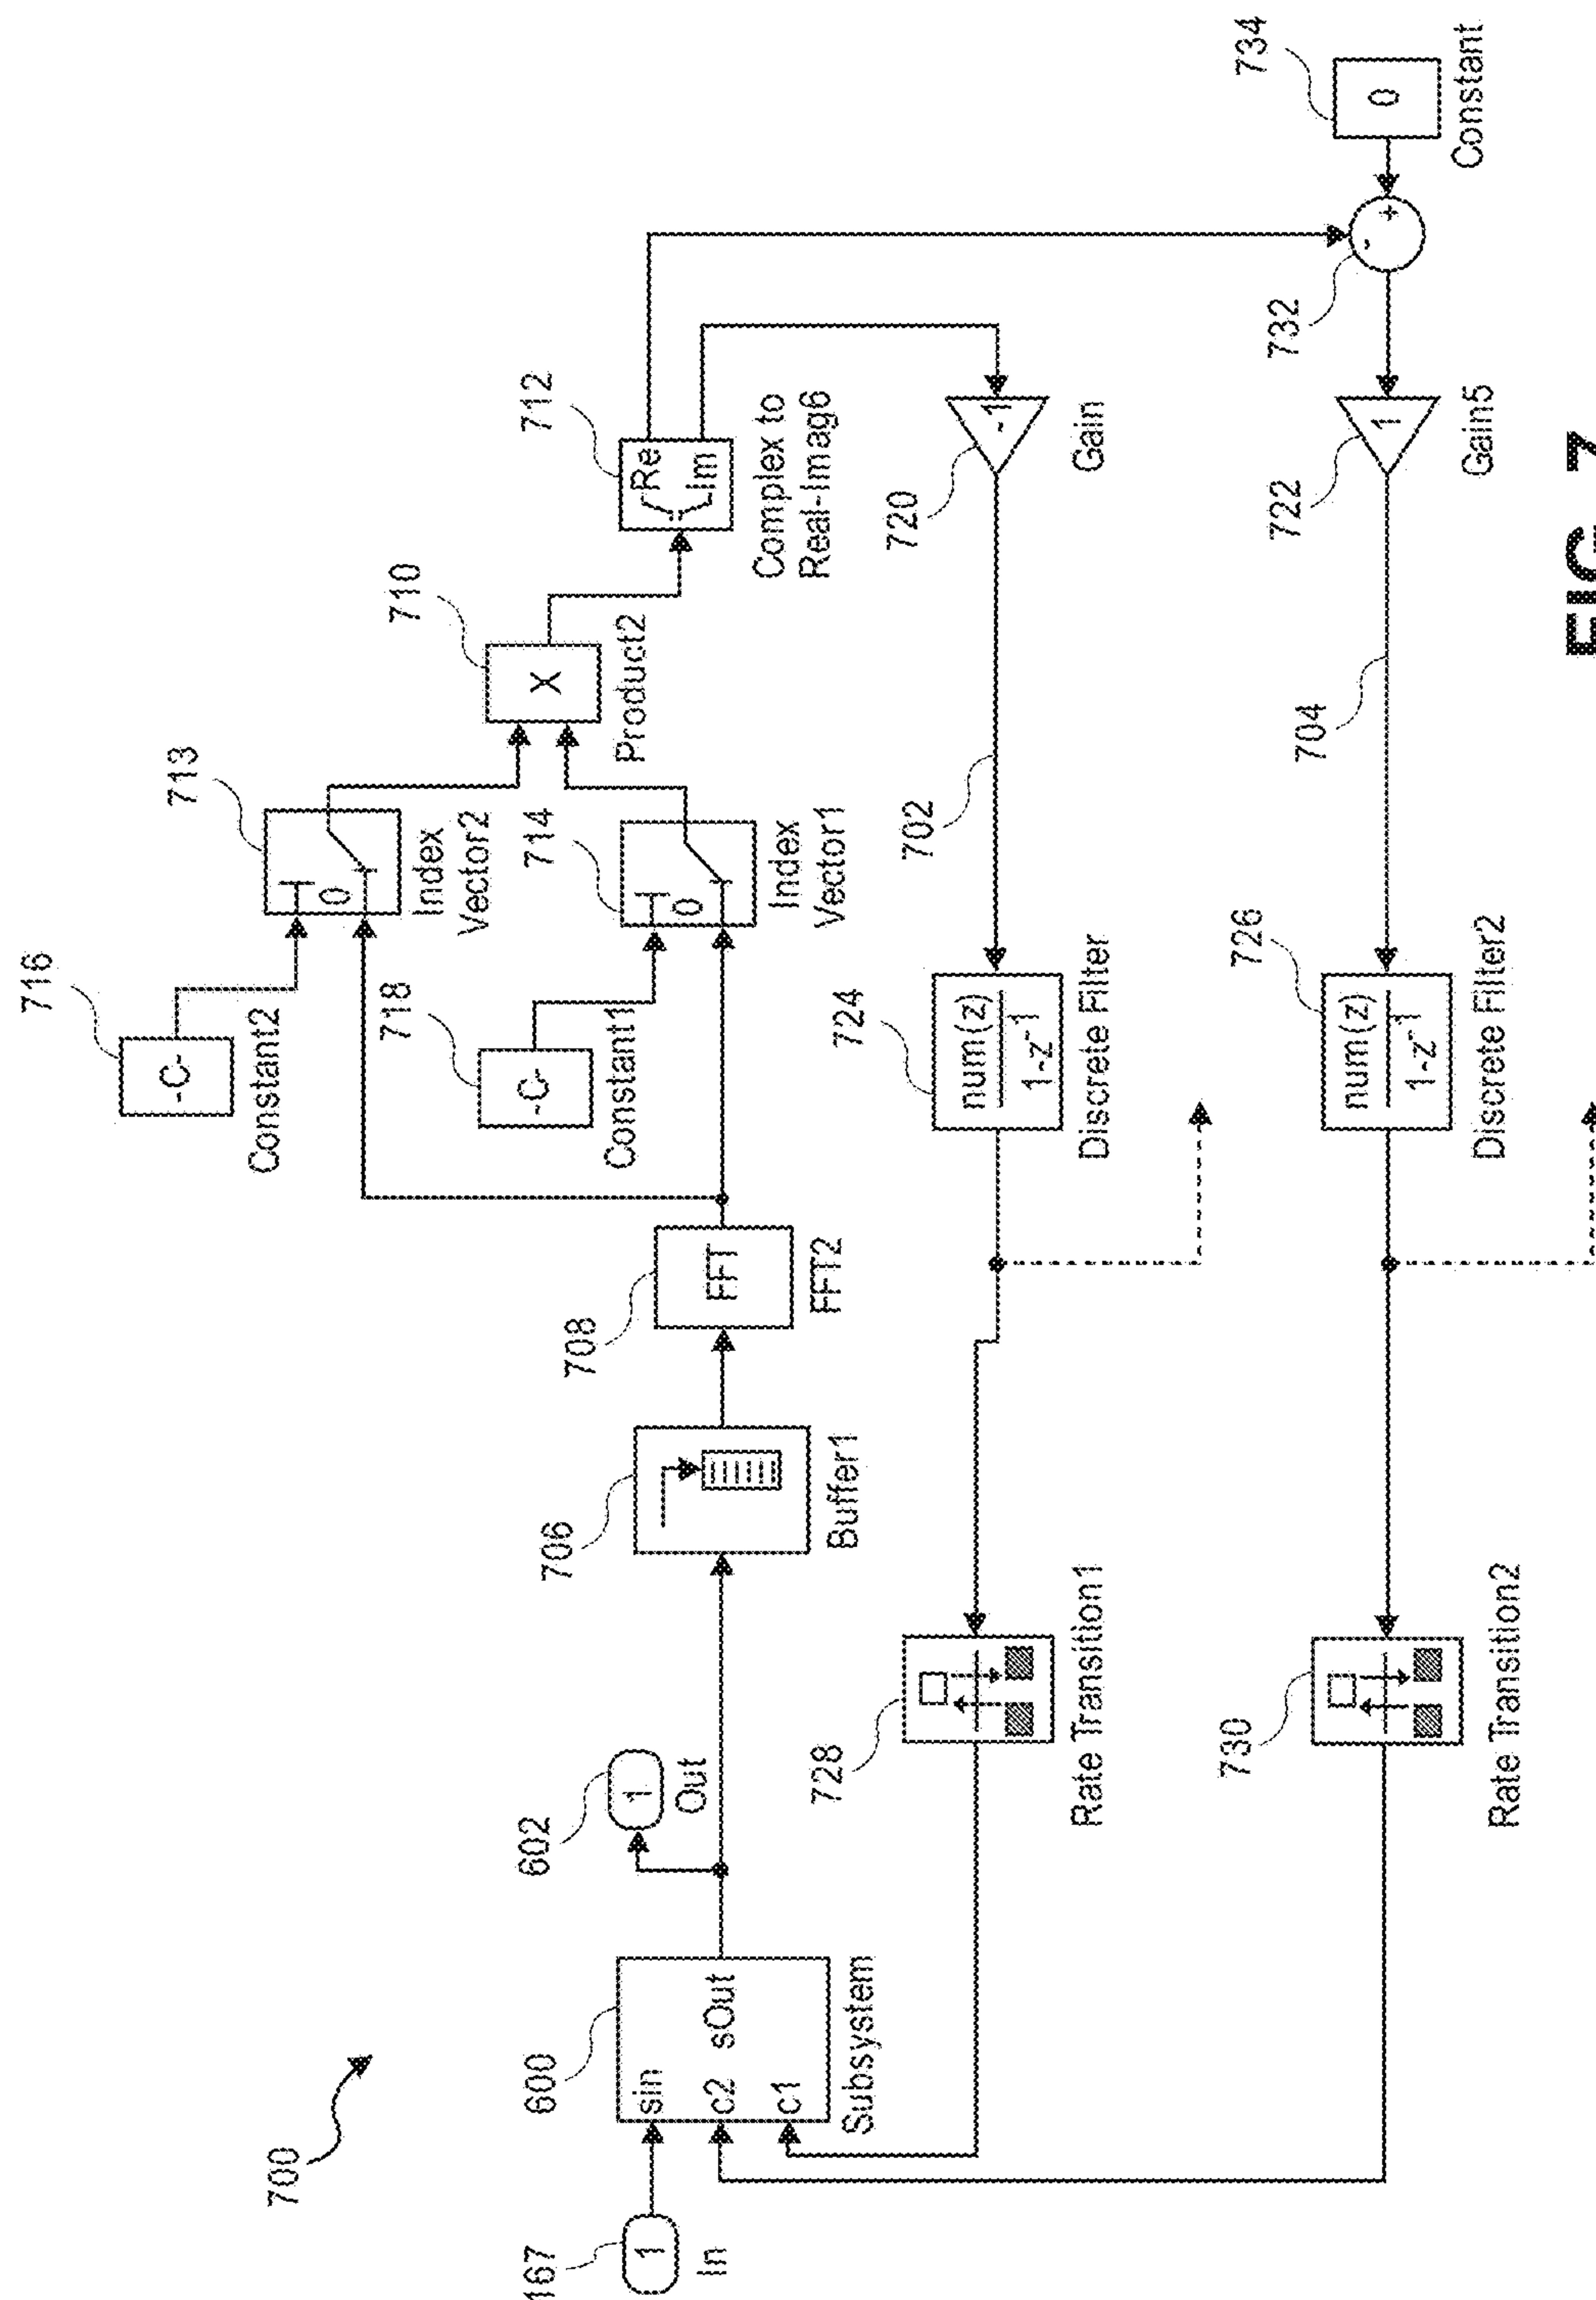 700
167
1
In
600
sin
c2
sOut
c1
Subsystem
602
1
Out
706
Buffer1
708
FFT
FFT2
716
-C-
Constant2
718
-C-
Constant1
713
0
Index
Vector2
714
0
Index
Vector1
710
X
Product2
712
Re
Im
Complex to
Real-Imag6
720
-1
Gain
702
724
num(z)
1-z-1
Discrete Filter
728
Rate Transition1
734
0
Constant
732
-
+
722
1
Gain5
704
726
num(z)
1-z-1
Discrete Filter2
730
Rate Transition2
FIG. 7